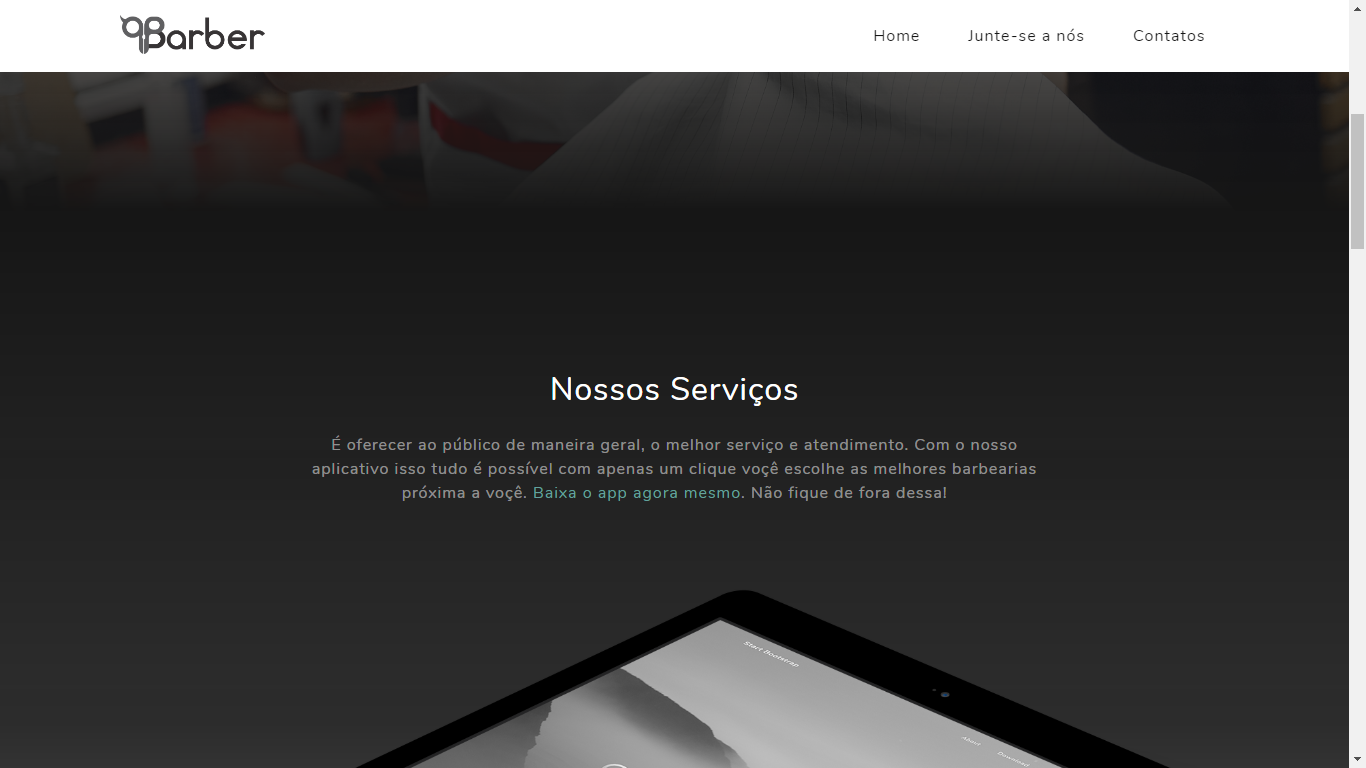 Barber
Home
Junte-se a nós
Contatos
Nossos Serviços
É oferecer ao público de maneira geral, o melhor serviço e atendimento. Com o nosso
aplicativo isso tudo é possível com apenas um clique voçê escolhe as melhores barbearias
próxima a voçê. Baixa o app agora mesmo. Não fique de fora dessa!
Start Bootstrap
About
Download